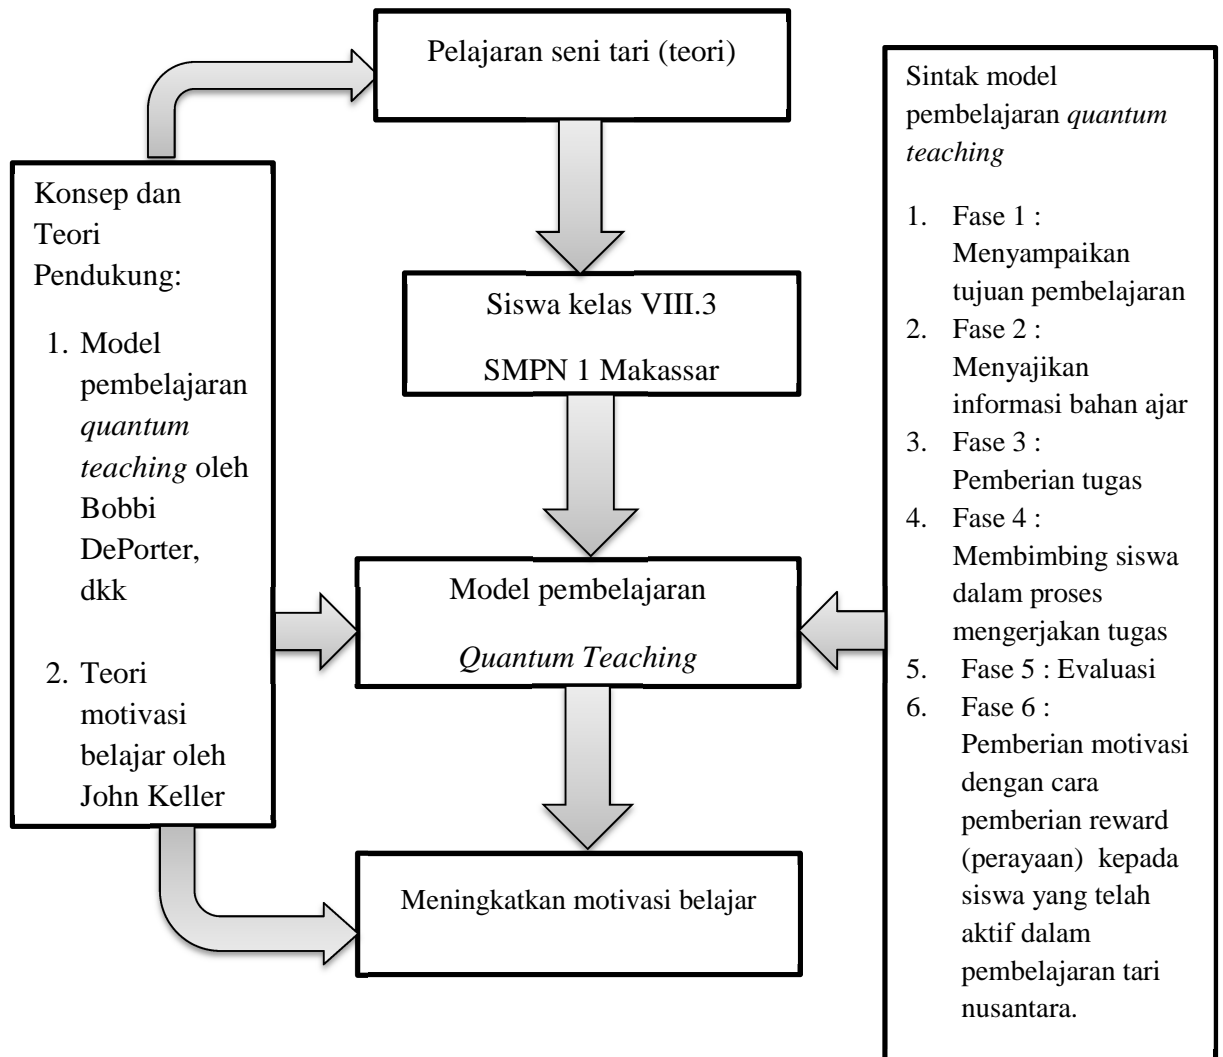 Pelajaran seni tari (teori)
Konsep dan
Teori
Pendukung:
1. Model
pembelajaran
quantum
teaching oleh
Bobbi
DePorter,
dkk
2. Teori
motivasi
belajar oleh
John Keller
Siswa kelas VIII.3
SMPN 1 Makassar
Model pembelajaran
Quantum Teaching
Meningkatkan motivasi belajar
Sintak model
pembelajaran quantum
teaching
1. Fase 1 :
Menyampaikan
tujuan pembelajaran
2. Fase 2 :
Menyajikan
informasi bahan ajar
3. Fase 3 :
Pemberian tugas
4. Fase 4 :
Membimbing siswa
dalam proses
mengerjakan tugas
5. Fase 5 : Evaluasi
6. Fase 6 :
Pemberian motivasi
dengan cara
pemberian reward
(perayaan) kepada
siswa yang telah
aktif dalam
pembelajaran tari
nusantara.